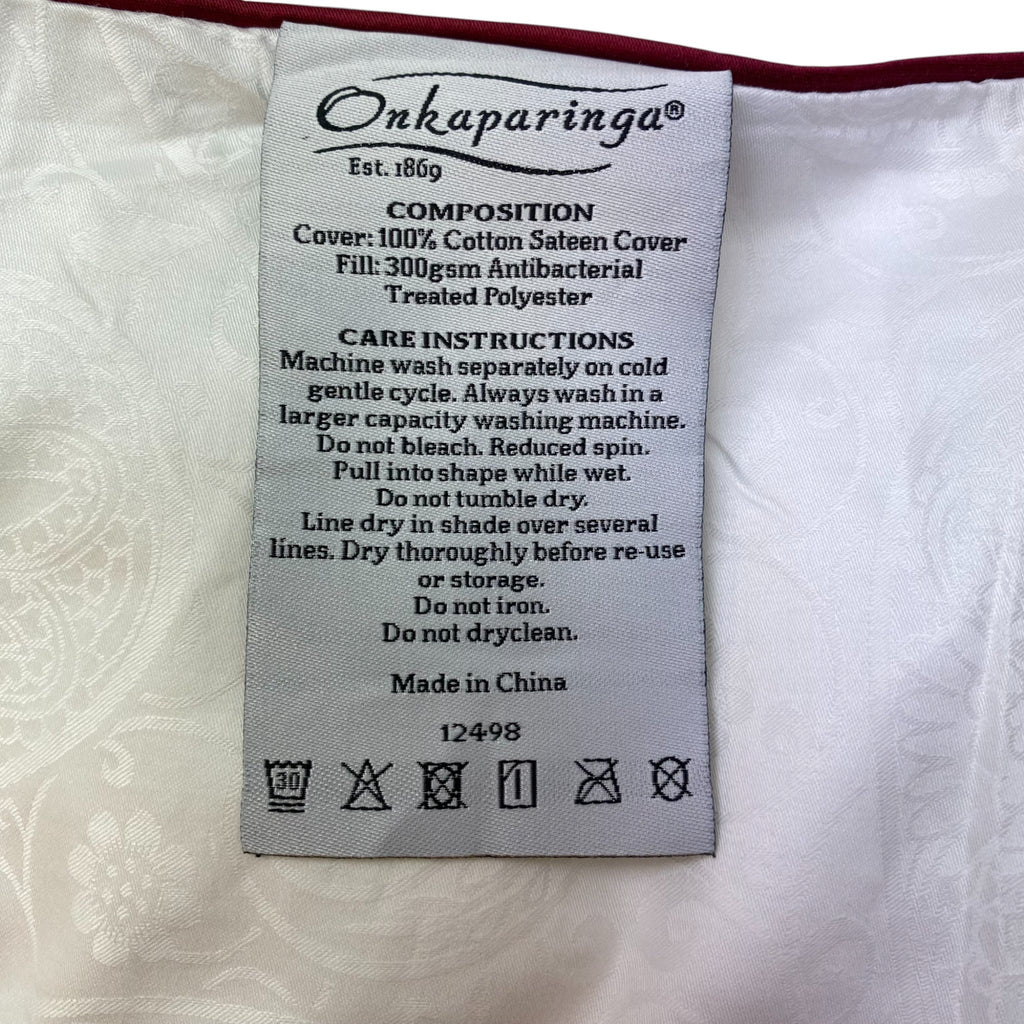 Onkaparinga®
Est. 1869
COMPOSITION
Cover: 100% Cotton Sateen Cover
Fill: 300gsm Antibacterial
Treated Polyester
CARE INSTRUCTIONS
Machine wash separately on cold
gentle cycle. Always wash in a
larger capacity washing machine.
Do not bleach. Reduced spin.
Pull into shape while wet.
Do not tumble dry.
Line dry in shade over several
lines. Dry thoroughly before re-use
or storage.
Do not iron.
Do not dryclean.
Made in China
12498
30